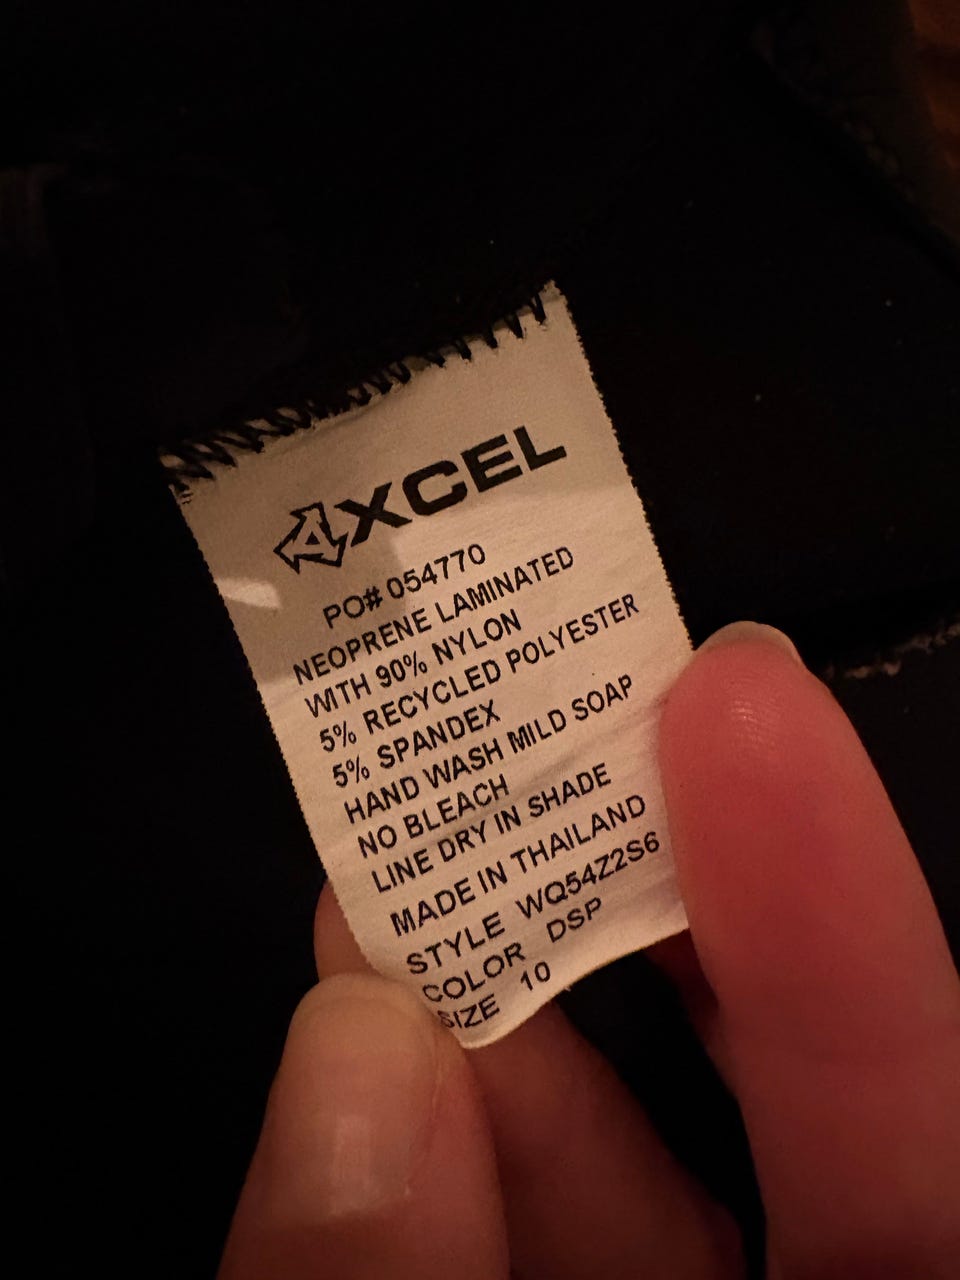 XCEL
PO# 054770
NEOPRENE LAMINATED
WITH 90% NYLON
5% RECYCLED POLYESTER
5% SPANDEX
HAND WASH MILD SOAP
NO BLEACH
LINE DRY IN SHADE
MADE IN THAILAND
STYLE WQ54Z2S6
COLOR DSP
SIZE 10